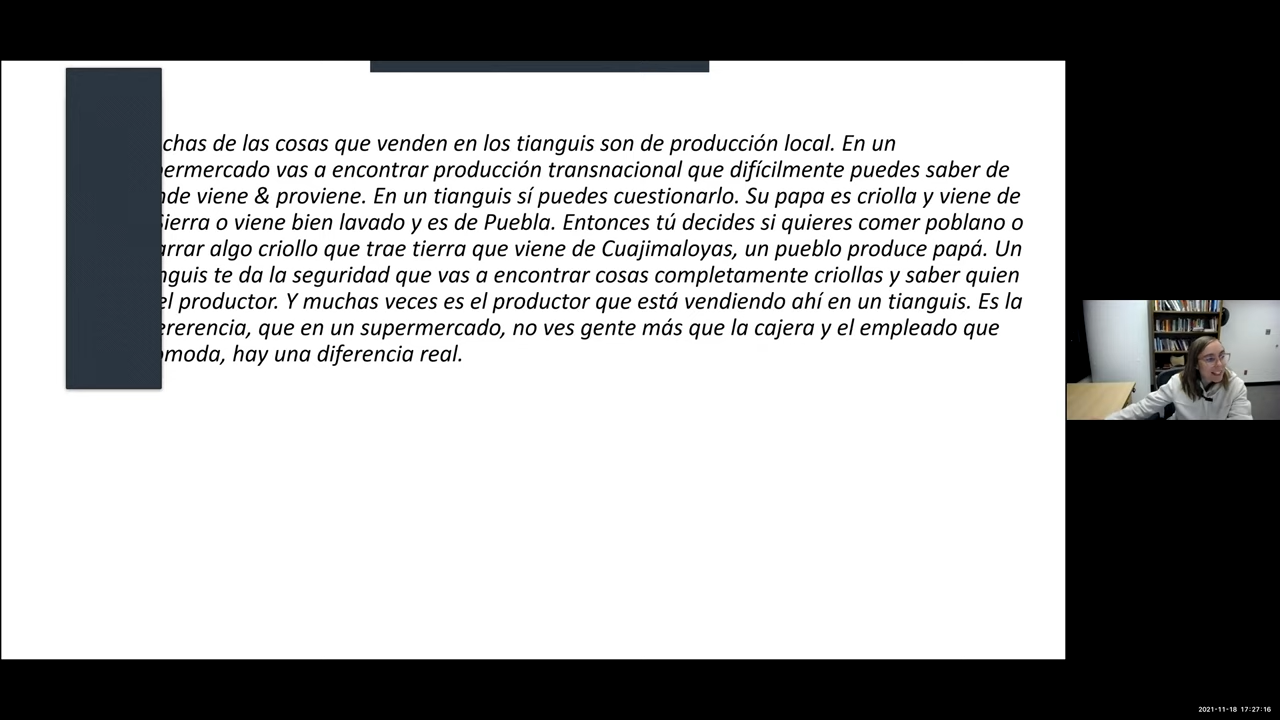 chas de las cosas que venden en los tianguis son de producción local. En un
ermercado vas a encontrar producción transnacional que difícilmente puedes saber de
nde viene & proviene. En un tianguis sí puedes cuestionarlo. Su papa es criolla y viene de
Sierra o viene bien lavado y es de Puebla. Entonces tú decides si quieres comer poblano o
arrar algo criollo que trae tierra que viene de Cuajimaloyas, un pueblo produce papá. Un
nguis te da la seguridad que vas a encontrar cosas completamente criollas y saber quien
el productor. Y muchas veces es el productor que está vendiendo ahí en un tianguis. Es la
ererencia, que en un supermercado, no ves gente más que la cajera y el empleado que
omoda, hay una diferencia real.
2021-11-18 17:27:16